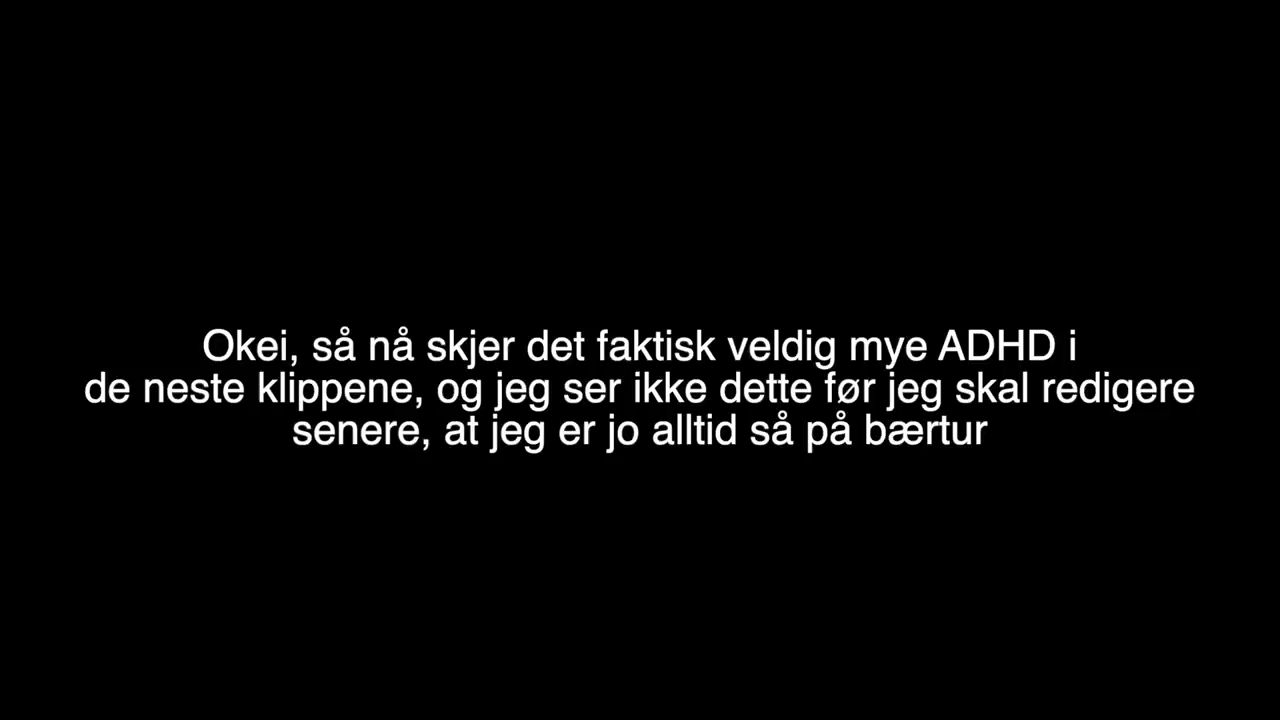 Okei, så nå skjer det faktisk veldig mye ADHD i
de neste klippene, og jeg ser ikke dette før jeg skal redigere
senere, at jeg er jo alltid så på bærtur